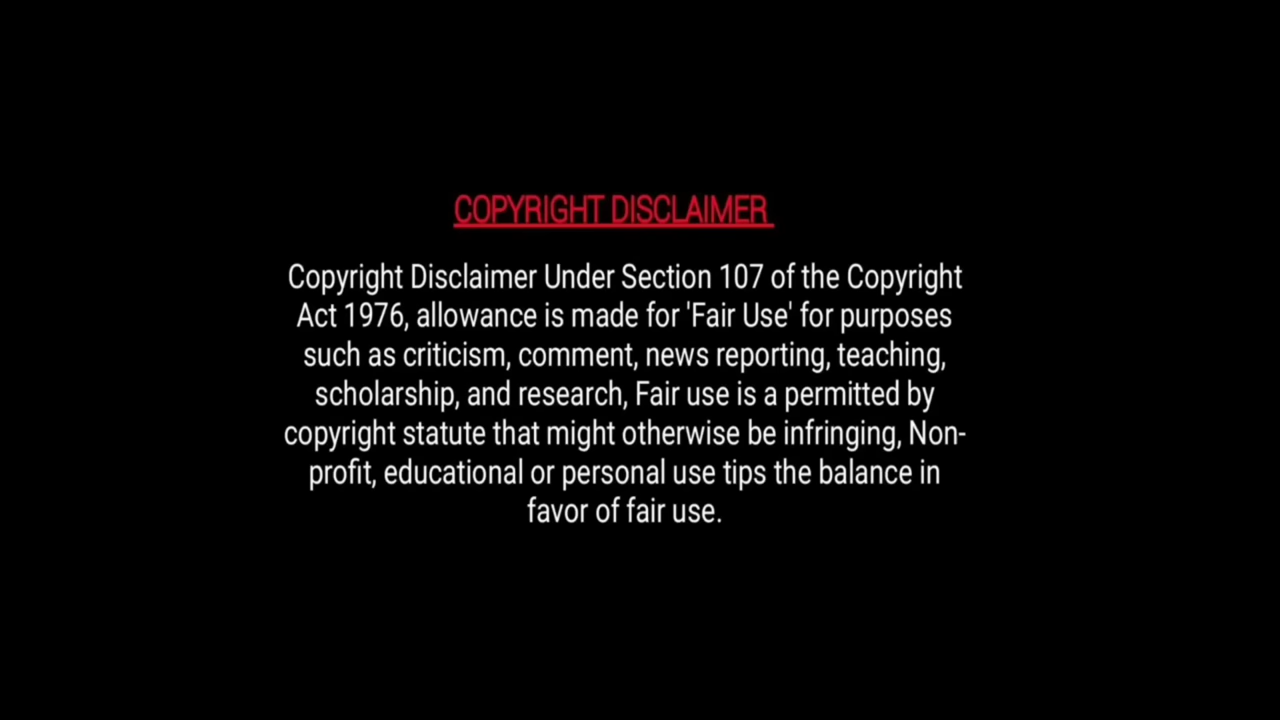 COPYRIGHT DISCLAIMER
Copyright Disclaimer Under Section 107 of the Copyright
Act 1976, allowance is made for 'Fair Use' for purposes
such as criticism, comment, news reporting, teaching,
scholarship, and research, Fair use is a permitted by
copyright statute that might otherwise be infringing, Non-
profit, educational or personal use tips the balance in
favor of fair use.